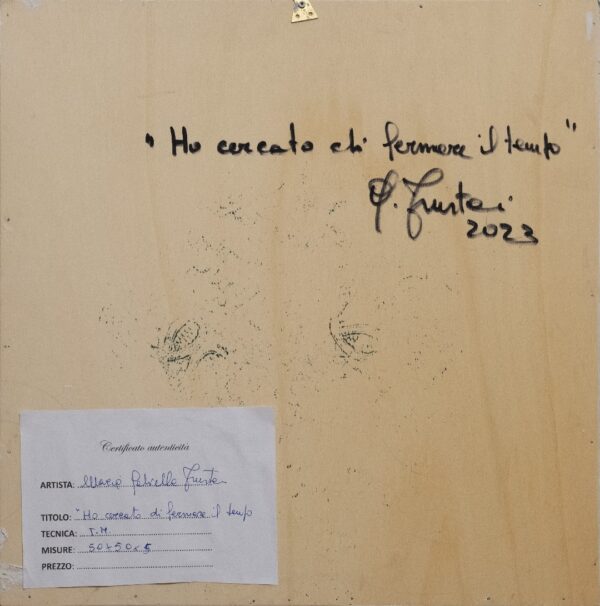 "Ho cercato di fermare il tempo"
2023
Certificato autenticità
ARTISTA:
TITOLO: "Ho cercato di fermare il tempo
TECNICA: T.M.
MISURE: 50x50x5
PREZZO: